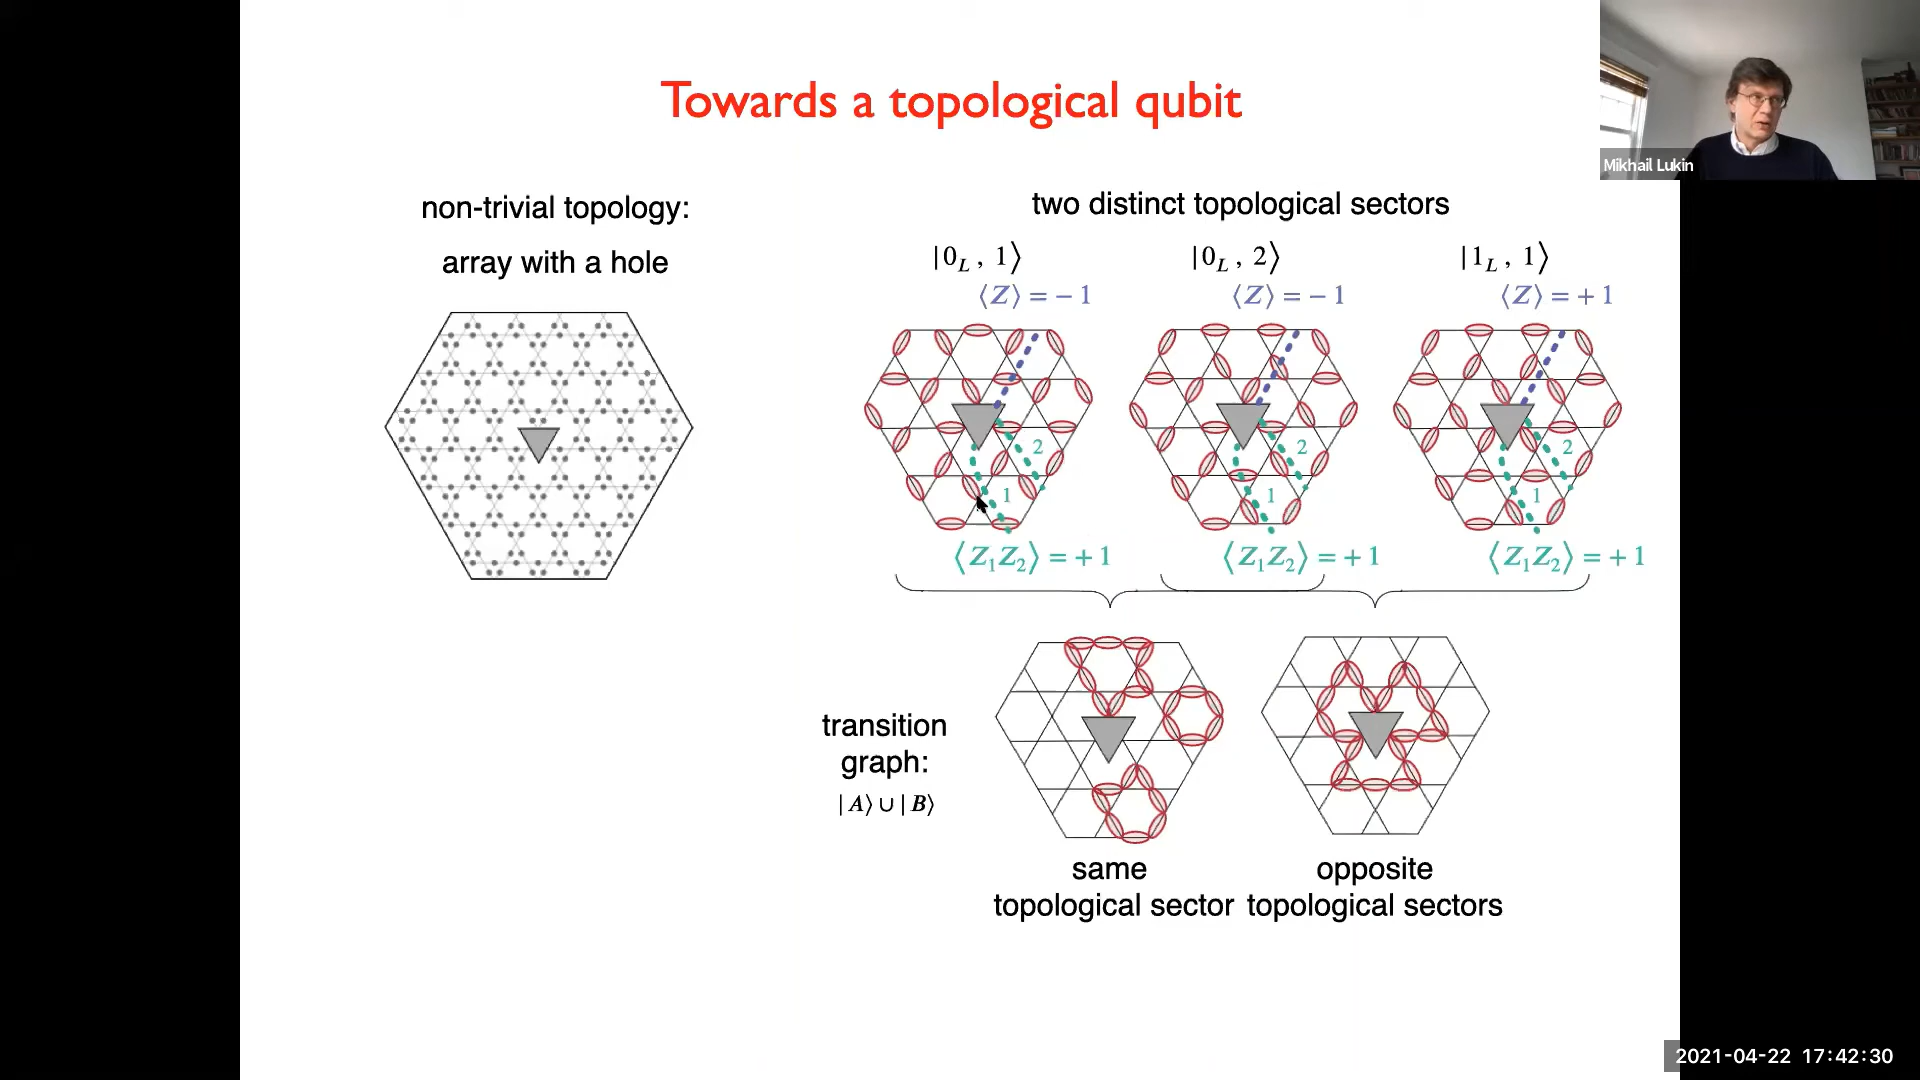 Towards a topological qubit
Mikhail Lukin
non-trivial topology:
array with a hole
two distinct topological sectors
|0_L, 1⟩
|0_L, 2⟩
|1_L, 1⟩
⟨Z⟩ = − 1
⟨Z⟩ = − 1
⟨Z⟩ = + 1
2
1
2
1
2
1
⟨Z₁Z₂⟩ = + 1
⟨Z₁Z₂⟩ = + 1
⟨Z₁Z₂⟩ = + 1
transition
graph:
|A⟩ ∪ |B⟩
same
topological sector
opposite
topological sectors
2021-04-22 17:42:30